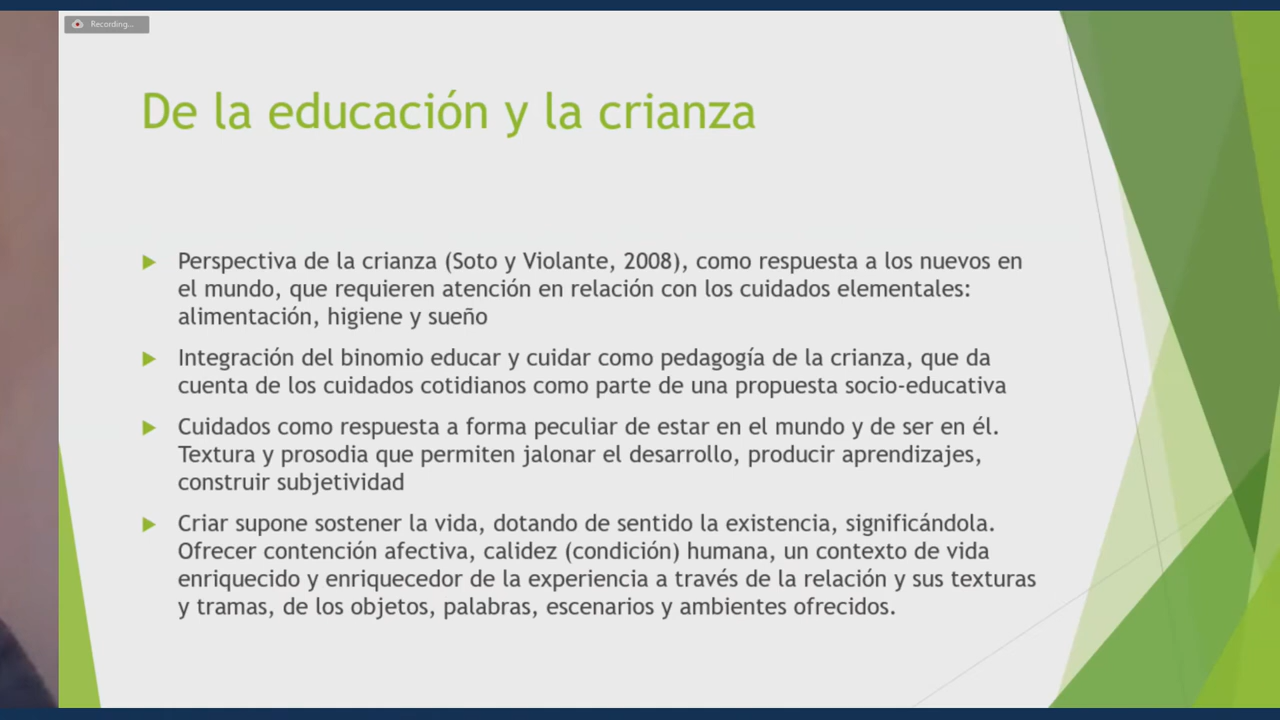 Recording...
De la educación y la crianza
Perspectiva de la crianza (Soto y Violante, 2008), como respuesta a los nuevos en
el mundo, que requieren atención en relación con los cuidados elementales:
alimentación, higiene y sueño
Integración del binomio educar y cuidar como pedagogía de la crianza, que da
cuenta de los cuidados cotidianos como parte de una propuesta socio-educativa
Cuidados como respuesta a forma peculiar de estar en el mundo y de ser en él.
Textura y prosodia que permiten jalonar el desarrollo, producir aprendizajes,
construir subjetividad
Criar supone sostener la vida, dotando de sentido la existencia, significándola.
Ofrecer contención afectiva, calidez (condición) humana, un contexto de vida
enriquecido y enriquecedor de la experiencia a través de la relación y sus texturas
y tramas, de los objetos, palabras, escenarios y ambientes ofrecidos.